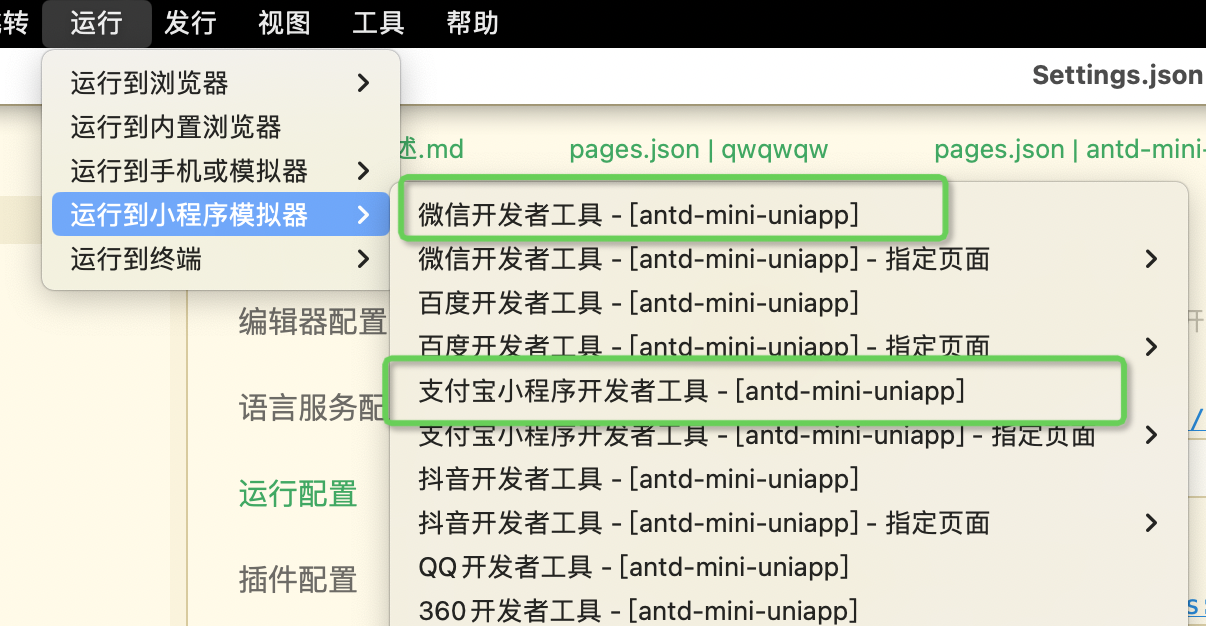 转 运行 发行 视图 工具 帮助
Settings.json
运行到浏览器
运行到内置浏览器
运行到手机或模拟器
运行到小程序模拟器
运行到终端
述.md pages.json | qwqwqw pages.json | antd-mini-
微信开发者工具 - [antd-mini-uniapp]
微信开发者工具 - [antd-mini-uniapp] - 指定页面
百度开发者工具 - [antd-mini-uniapp]
百度开发者工具 - [antd-mini-uniapp] - 指定页面
支付宝小程序开发者工具 - [antd-mini-uniapp]
支付宝小程序开发者工具 - [antd-mini-uniapp] - 指定页面
抖音开发者工具 - [antd-mini-uniapp]
抖音开发者工具 - [antd-mini-uniapp] - 指定页面
QQ开发者工具 - [antd-mini-uniapp]
360开发者工具 - [antd-mini-uniapp]
编辑器配置
语言服务配
运行配置
插件配置